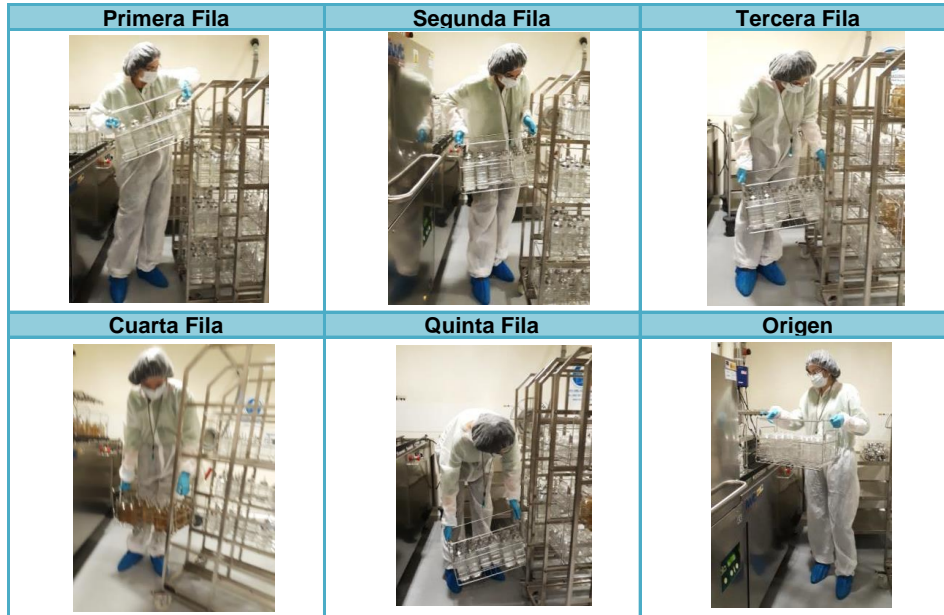 Primera Fila
Segunda Fila
Tercera Fila
Cuarta Fila
Quinta Fila
Origen